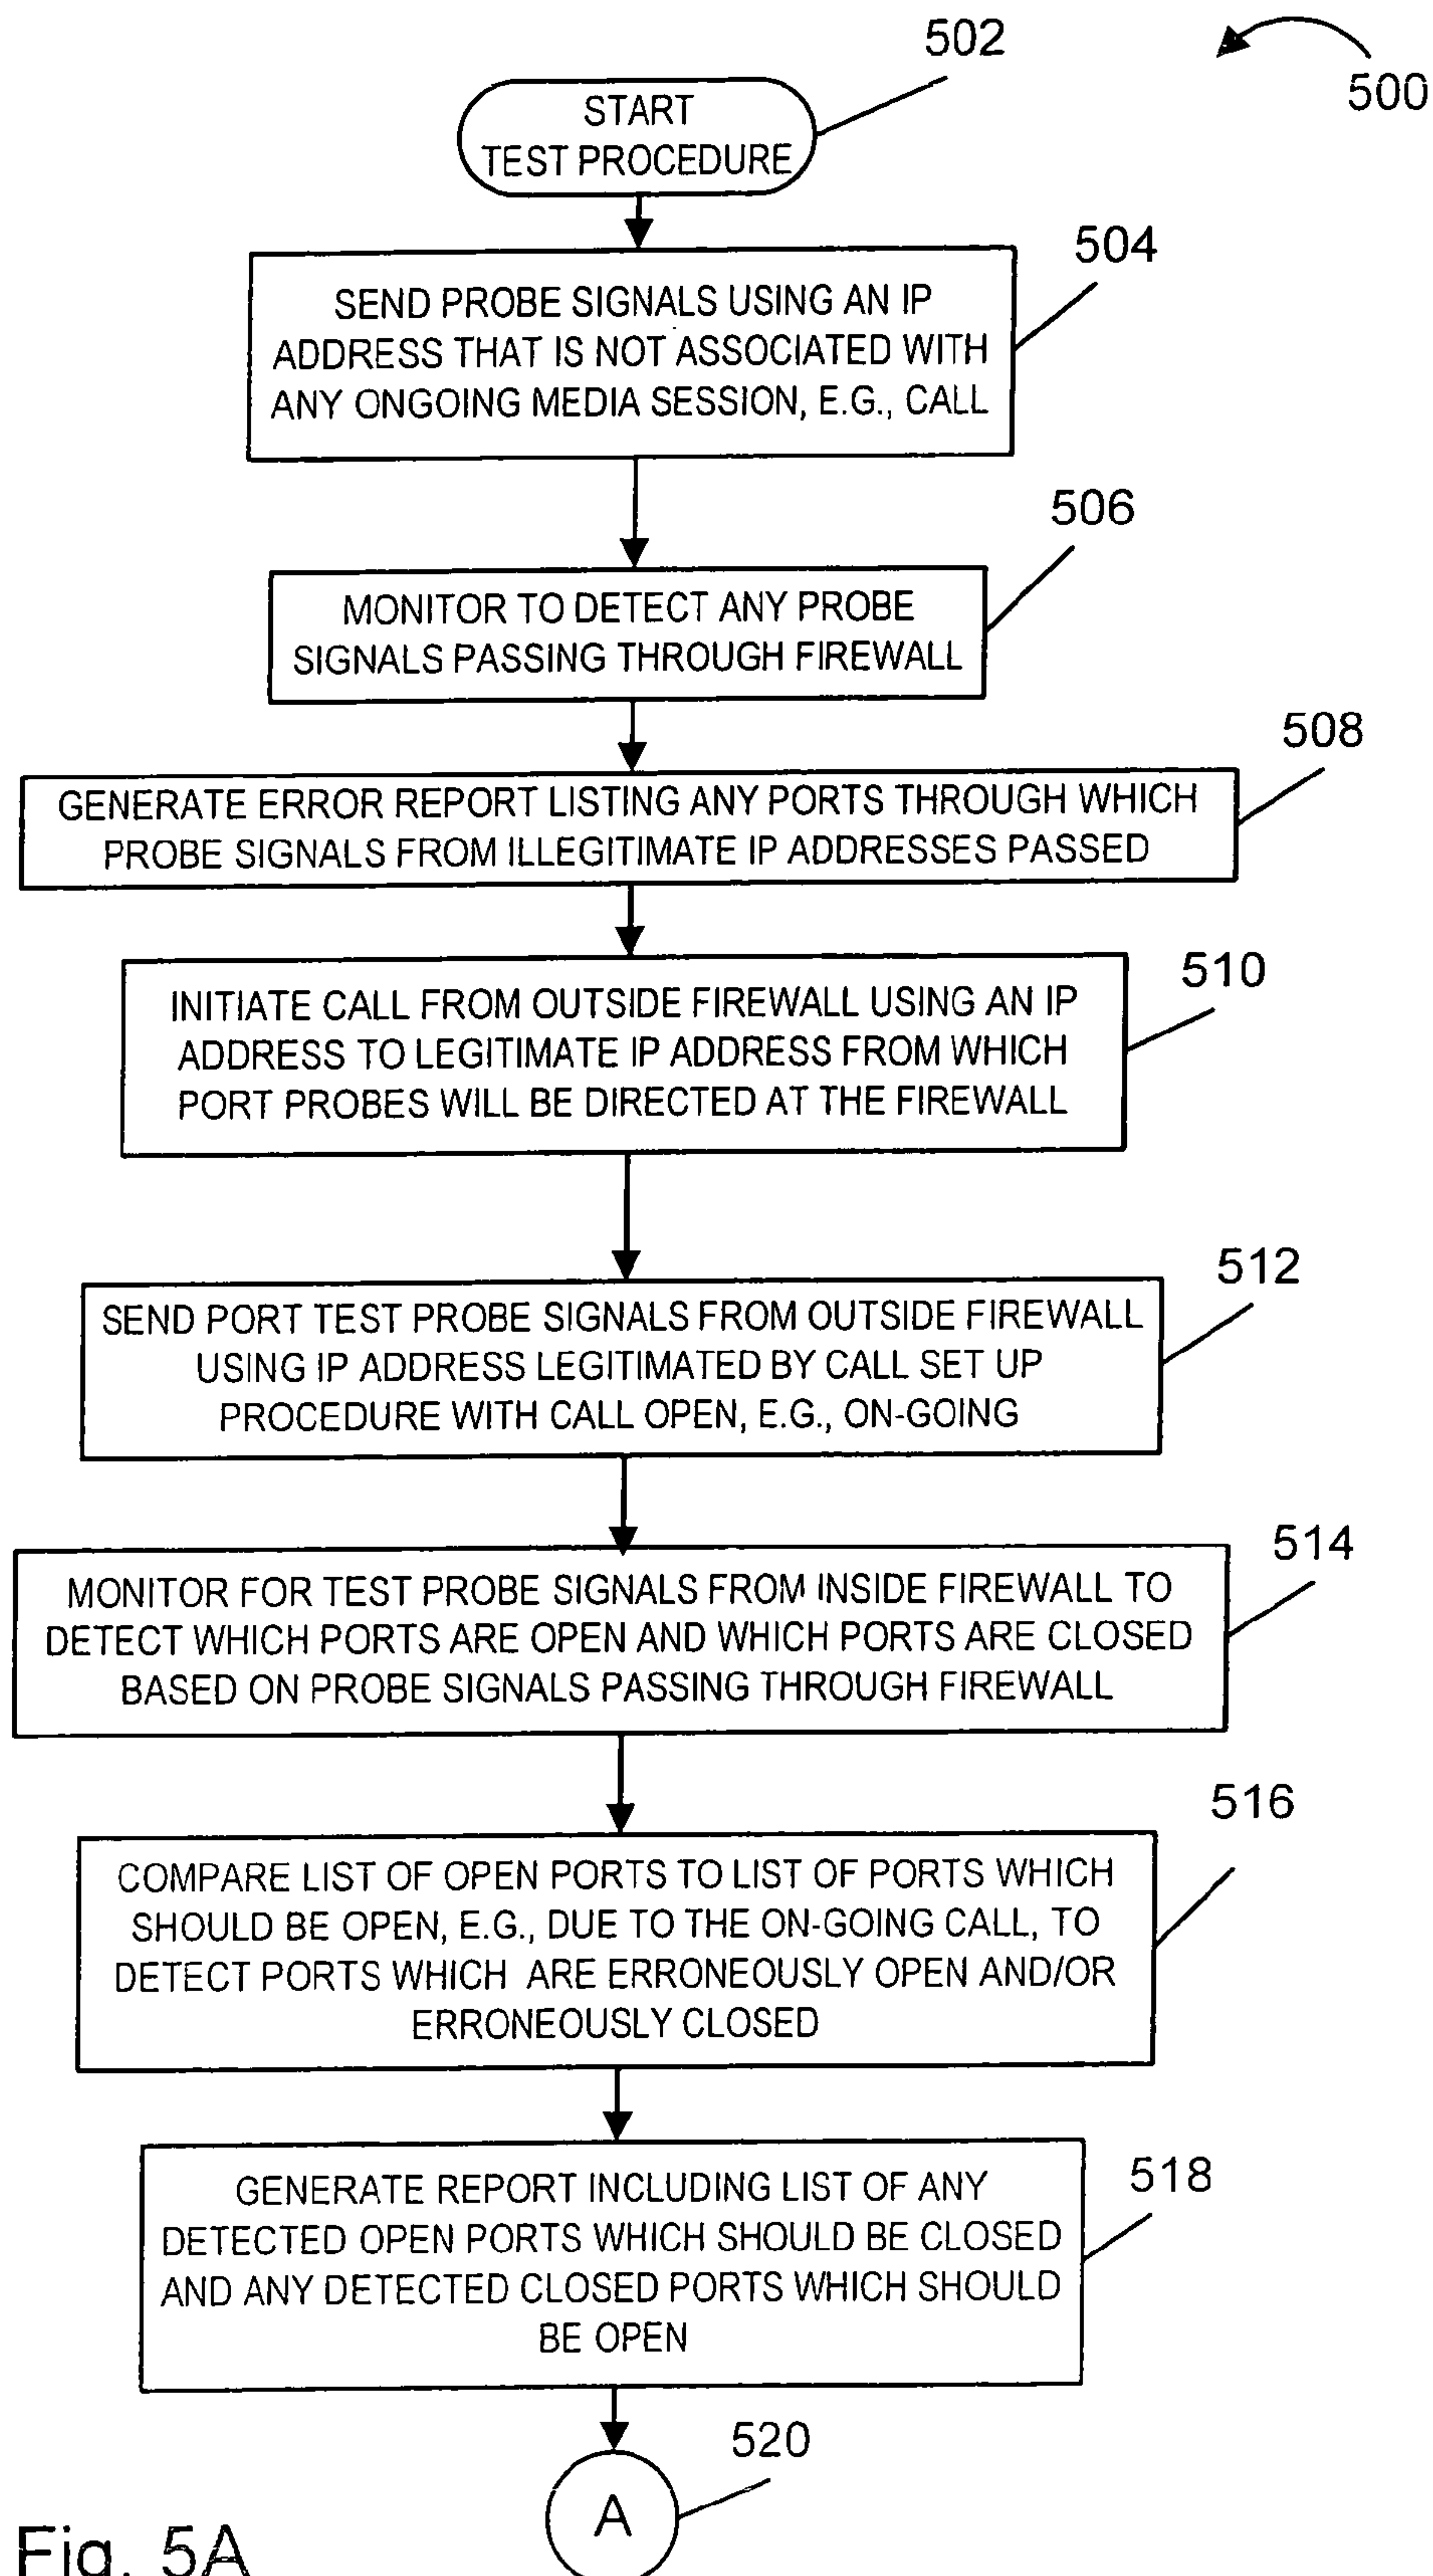 502
500
START
TEST PROCEDURE
504
SEND PROBE SIGNALS USING AN IP
ADDRESS THAT IS NOT ASSOCIATED WITH
ANY ONGOING MEDIA SESSION, E.G., CALL
506
MONITOR TO DETECT ANY PROBE
SIGNALS PASSING THROUGH FIREWALL
508
GENERATE ERROR REPORT LISTING ANY PORTS THROUGH WHICH
PROBE SIGNALS FROM ILLEGITIMATE IP ADDRESSES PASSED
510
INITIATE CALL FROM OUTSIDE FIREWALL USING AN IP
ADDRESS TO LEGITIMATE IP ADDRESS FROM WHICH
PORT PROBES WILL BE DIRECTED AT THE FIREWALL
512
SEND PORT TEST PROBE SIGNALS FROM OUTSIDE FIREWALL
USING IP ADDRESS LEGITIMATED BY CALL SET UP
PROCEDURE WITH CALL OPEN, E.G., ON-GOING
514
MONITOR FOR TEST PROBE SIGNALS FROM INSIDE FIREWALL TO
DETECT WHICH PORTS ARE OPEN AND WHICH PORTS ARE CLOSED
BASED ON PROBE SIGNALS PASSING THROUGH FIREWALL
516
COMPARE LIST OF OPEN PORTS TO LIST OF PORTS WHICH
SHOULD BE OPEN, E.G., DUE TO THE ON-GOING CALL, TO
DETECT PORTS WHICH ARE ERRONEOUSLY OPEN AND/OR
ERRONEOUSLY CLOSED
518
GENERATE REPORT INCLUDING LIST OF ANY
DETECTED OPEN PORTS WHICH SHOULD BE CLOSED
AND ANY DETECTED CLOSED PORTS WHICH SHOULD
BE OPEN
520
A
Fig. 5A